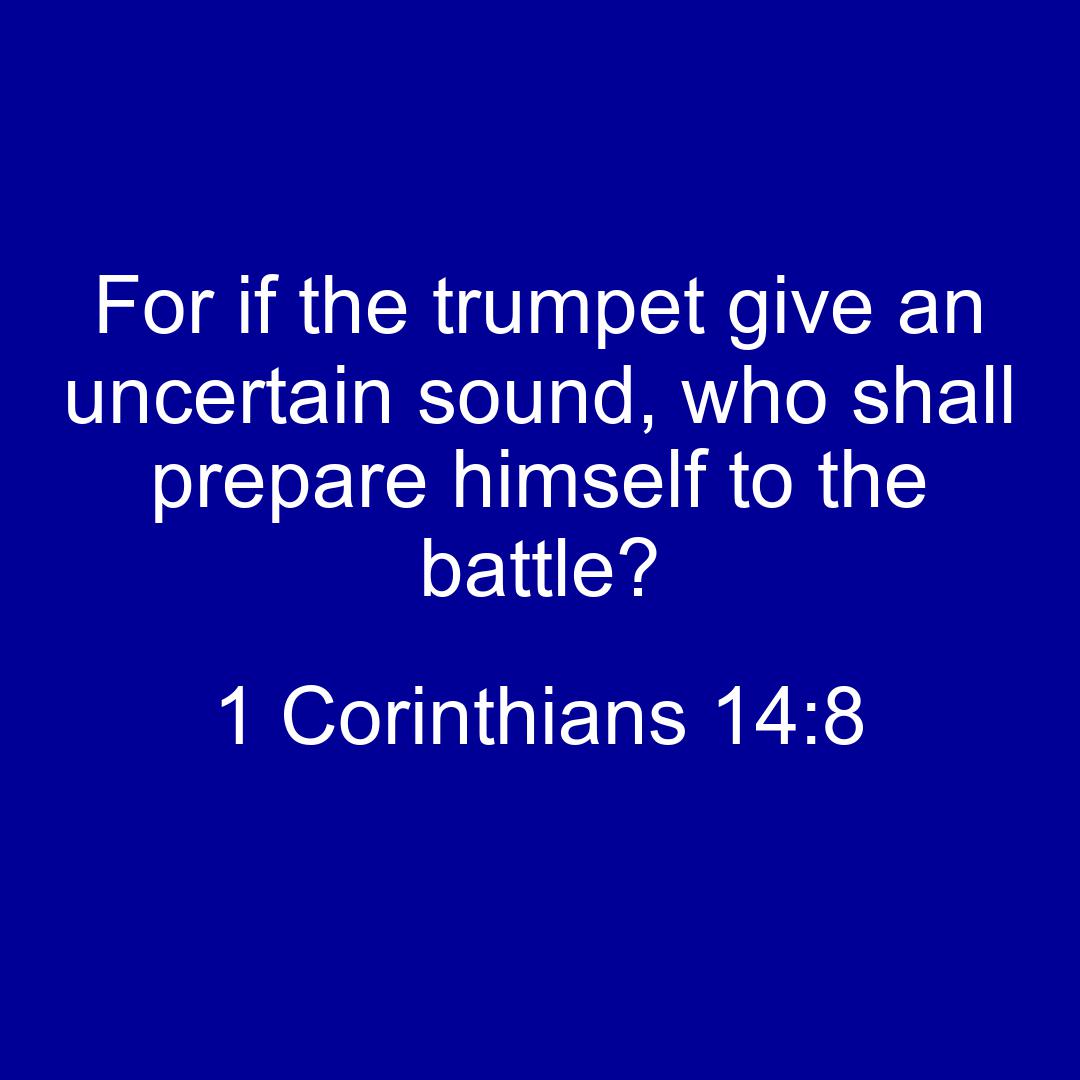 For if the trumpet give an
uncertain sound, who shall
prepare himself to the
battle?
1 Corinthians 14:8